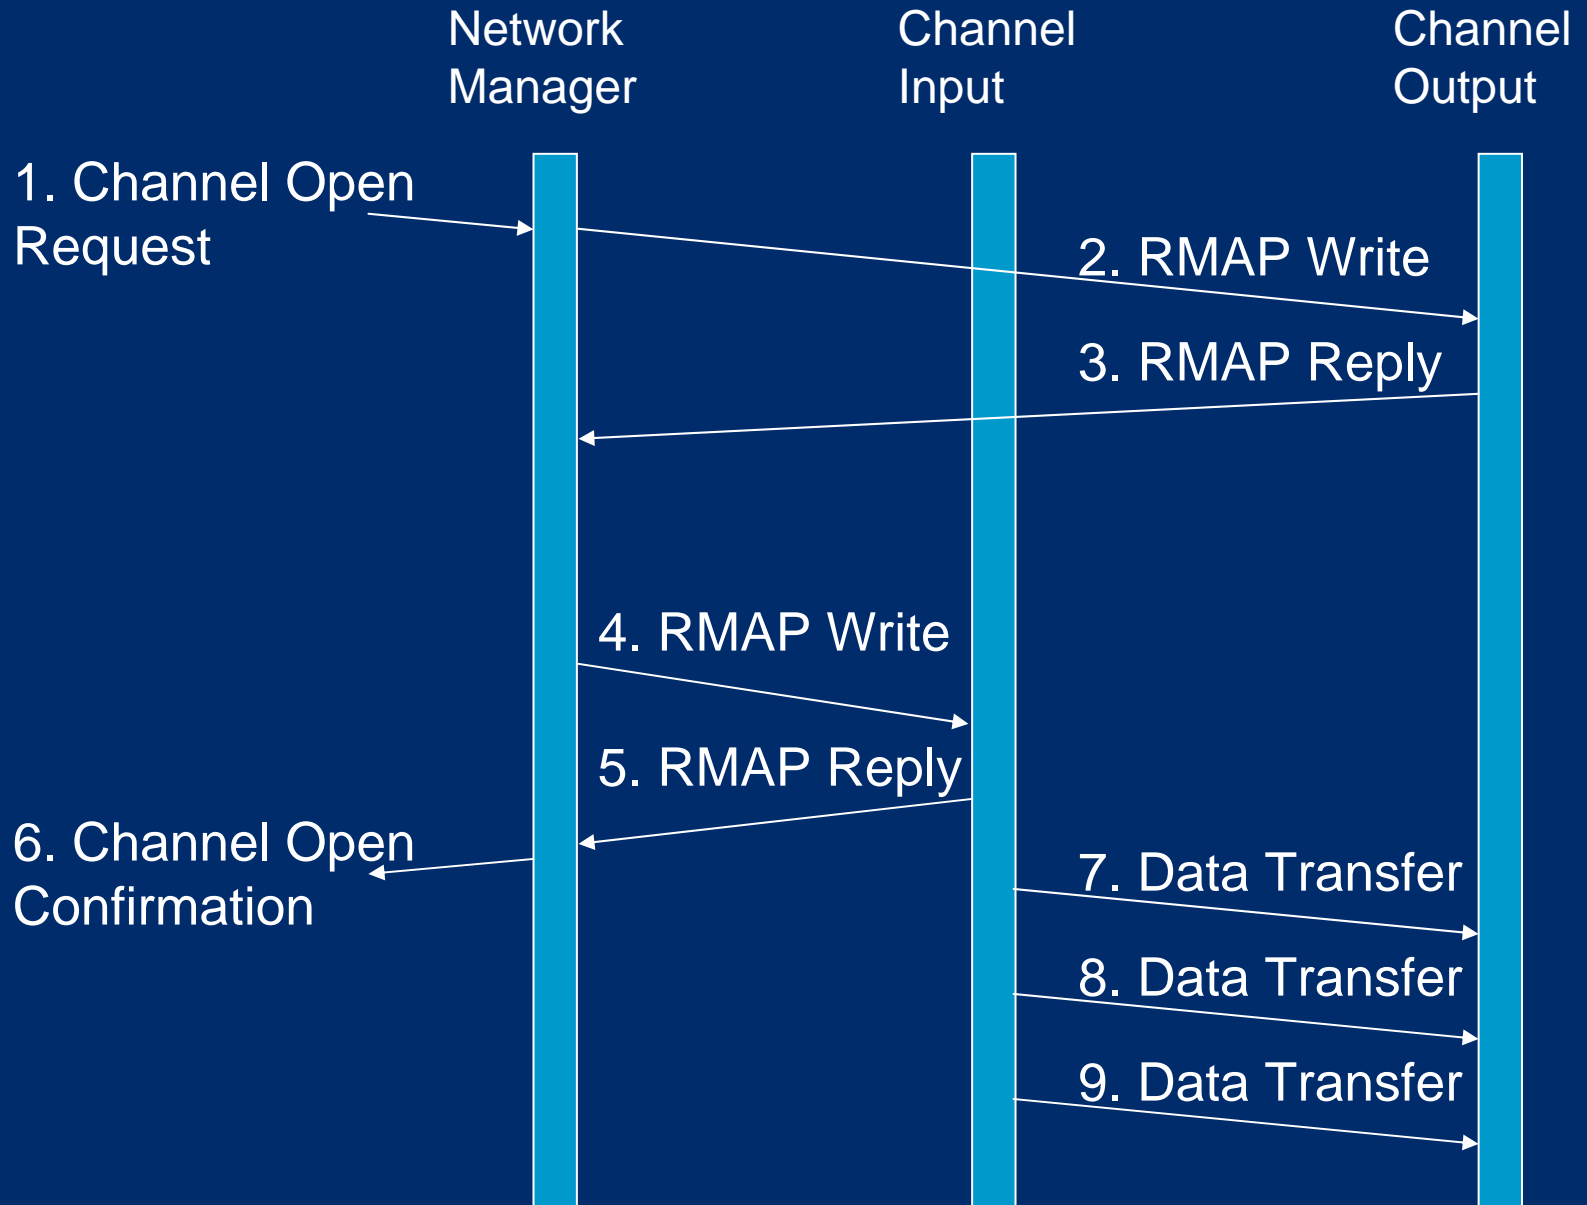 Network
Manager
Channel
Input
Channel
Output
1. Channel Open
Request
2. RMAP Write
3. RMAP Reply
4. RMAP Write
5. RMAP Reply
6. Channel Open
Confirmation
7. Data Transfer
8. Data Transfer
9. Data Transfer